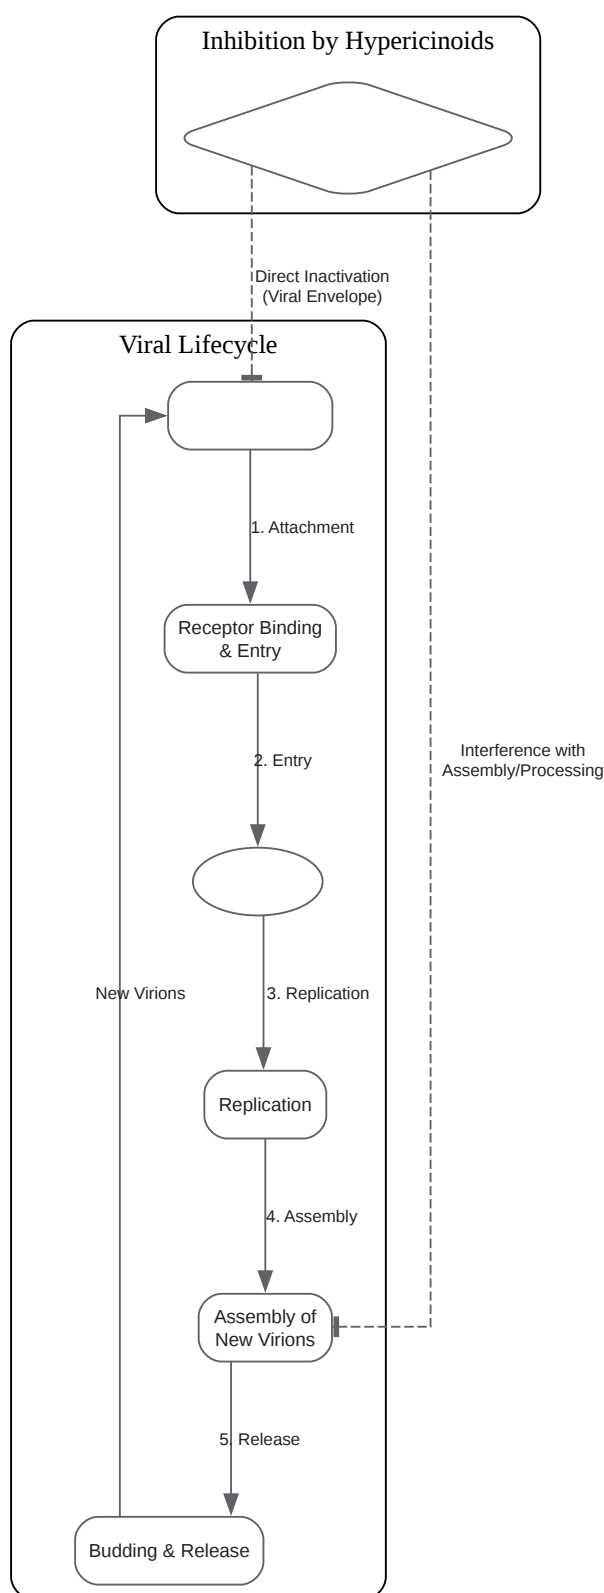 Inhibition by Hypericinoids
Direct Inactivation
(Viral Envelope)
Viral Lifecycle
1. Attachment
Receptor Binding
& Entry
2. Entry
Interference with
Assembly/Processing
New Virions
3. Replication
Replication
4. Assembly
Assembly of
New Virions
5. Release
Budding & Release